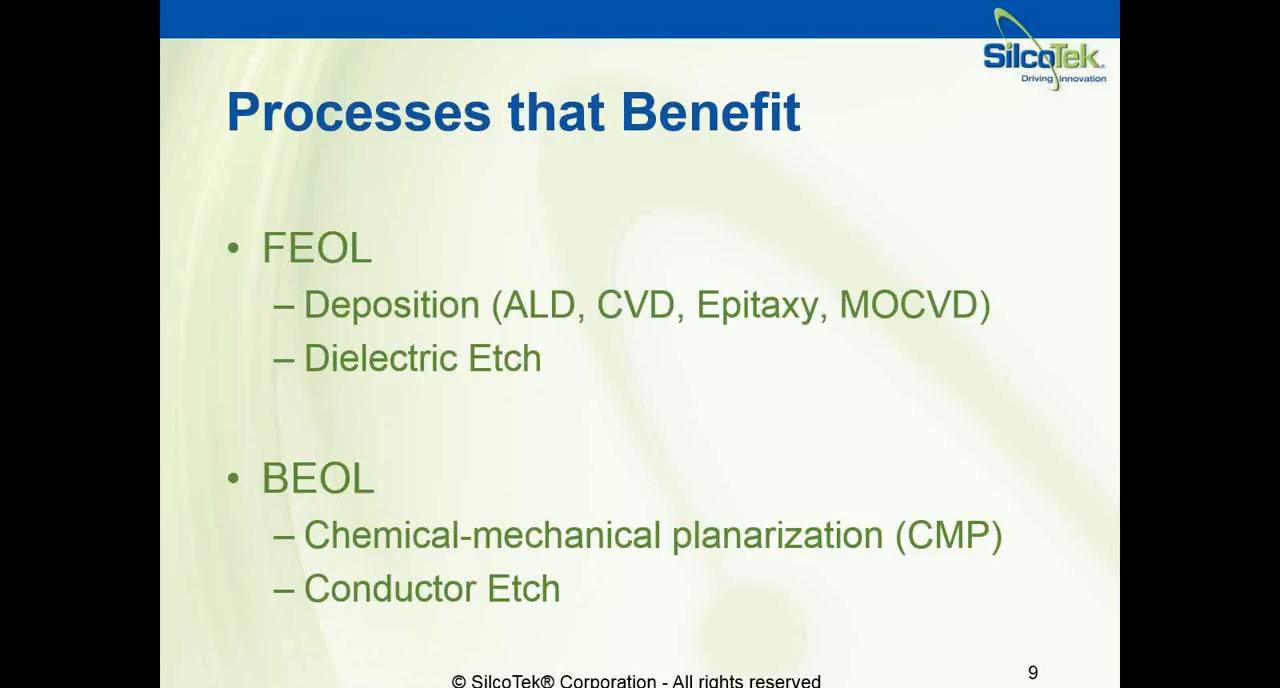 SilcoTek®
Driving Innovation
Processes that Benefit
• FEOL
– Deposition (ALD, CVD, Epitaxy, MOCVD)
– Dielectric Etch
• BEOL
– Chemical-mechanical planarization (CMP)
– Conductor Etch
© SilcoTek® Corporation - All rights reserved
9